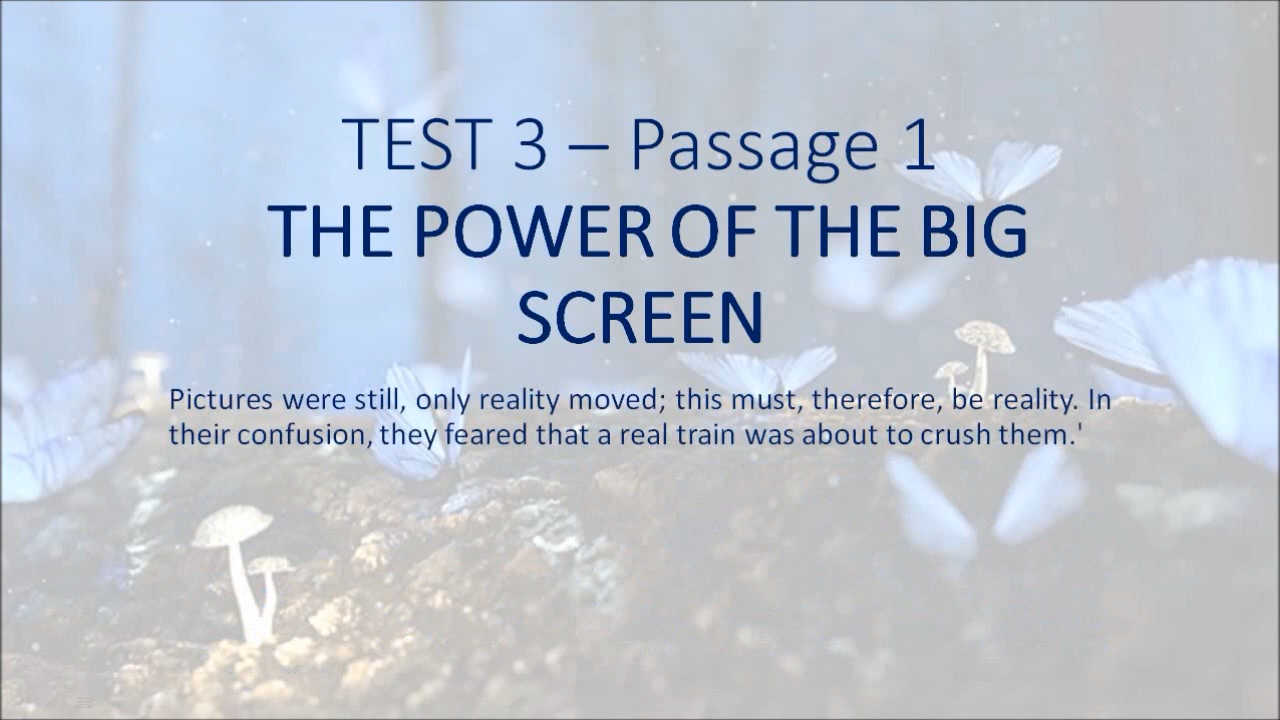 TEST 3 – Passage 1
THE POWER OF THE BIG
SCREEN
Pictures were still, only reality moved; this must, therefore, be reality. In
their confusion, they feared that a real train was about to crush them.'